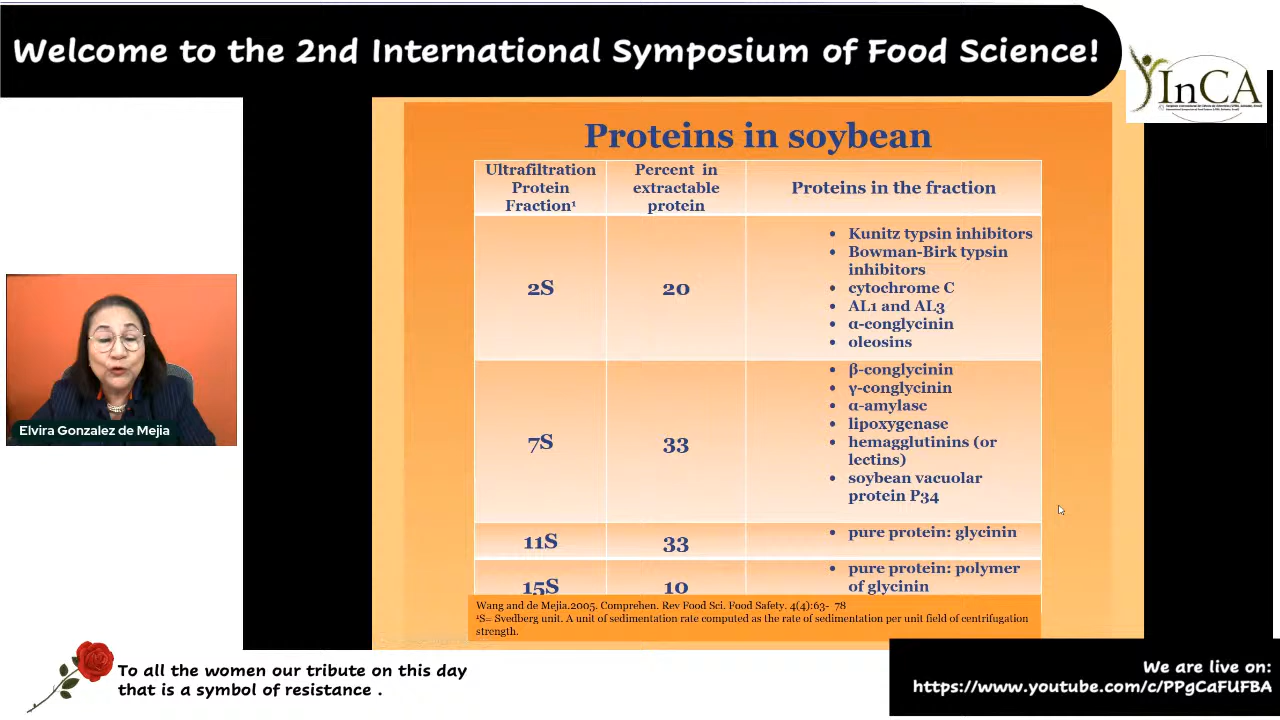 Welcome to the 2nd International Symposium of Food Science!
InCA
Proteins in soybean
Ultrafiltration
Protein
Fraction¹
Percent in
extractable
protein
Proteins in the fraction
2S
20
• Kunitz typsin inhibitors
• Bowman-Birk typsin
inhibitors
• cytochrome C
• AL1 and AL3
• α-conglycinin
• oleosins
7S
33
• β-conglycinin
• γ-conglycinin
• α-amylase
• lipoxygenase
• hemagglutinins (or
lectins)
• soybean vacuolar
protein P34
11S
33
• pure protein: glycinin
15S
10
• pure protein: polymer
of glycinin
Wang and de Mejia.2005. Comprehen. Rev Food Sci. Food Safety. 4(4):63- 78
¹S= Svedberg unit. A unit of sedimentation rate computed as the rate of sedimentation per unit field of centrifugation
strength.
Elvira Gonzalez de Mejia
To all the women our tribute on this day
that is a symbol of resistance .
We are live on:
https://www.youtube.com/c/PPgCaFUFBA